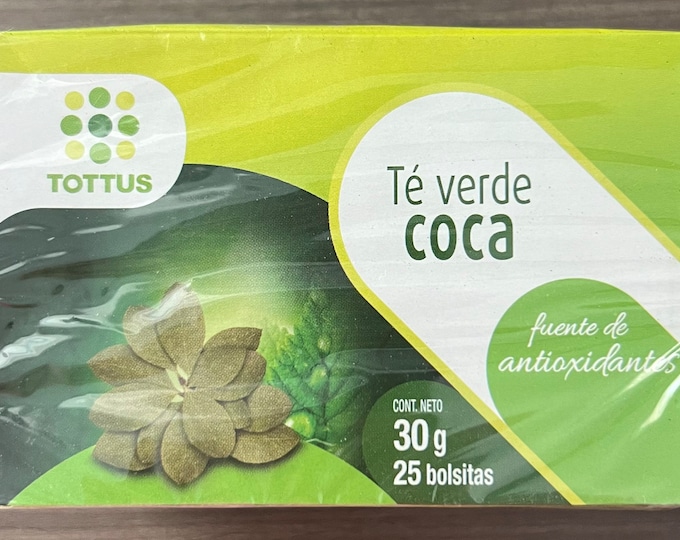 TOTTUS
Té verde
coca
fuente de
antioxidantes
CONT. NETO
30 g
25 bolsitas